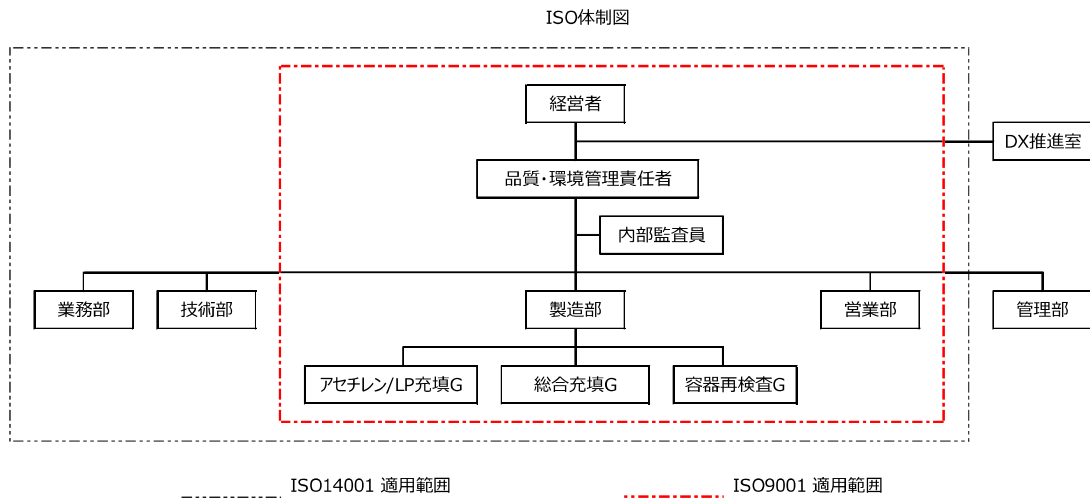 ISO体制図
経営者
DX推進室
品質・環境管理責任者
内部監査員
業務部
技術部
製造部
営業部
管理部
アセチレン/LP充填G
総合充填G
容器再検査G
ISO14001 適用範囲
ISO9001 適用範囲